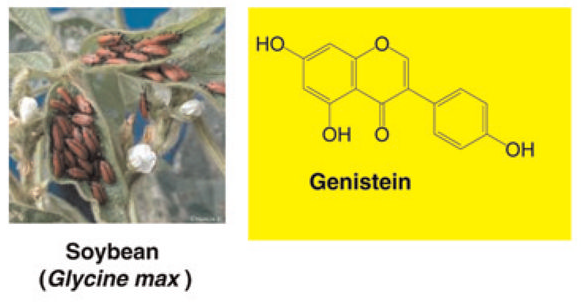 HO
O
OH
O
OH
Genistein
Soybean
(Glycine max)